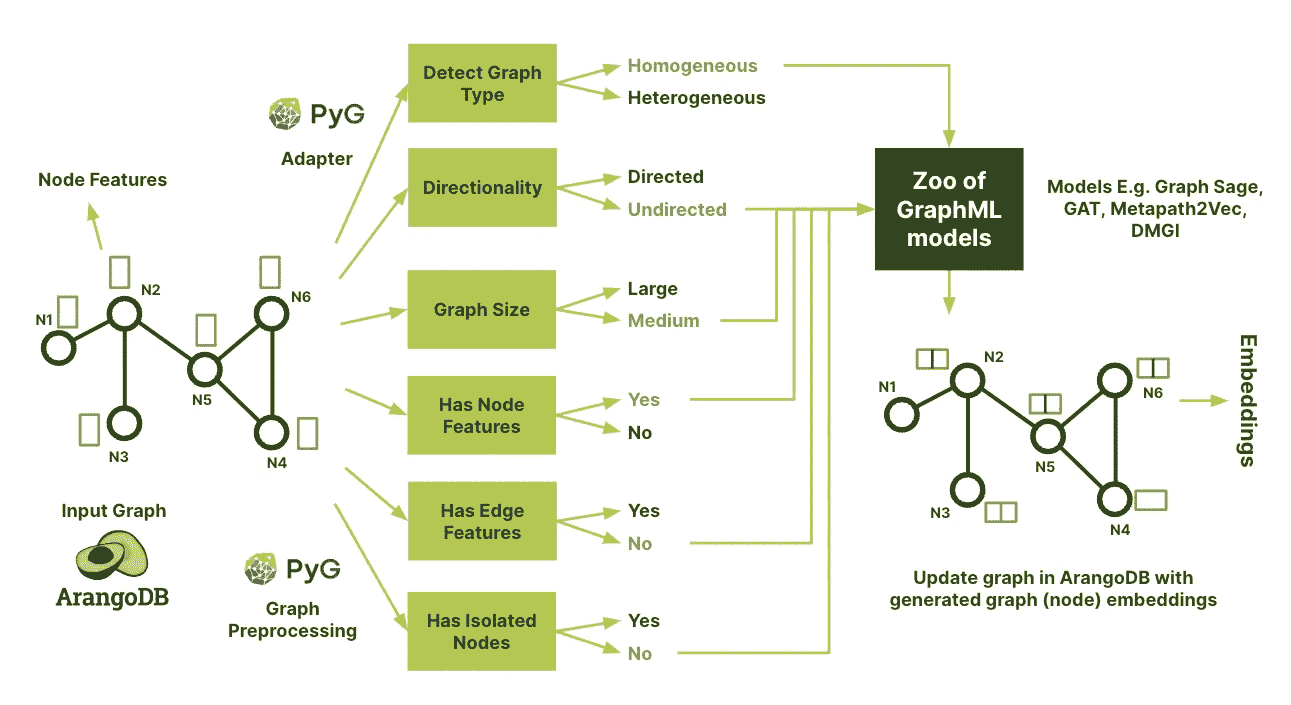 Node Features
N1
N2
N3
N4
N5
N6
Input Graph
ArangoDB
PyG
Adapter
PyG
Graph
Preprocessing
Detect Graph
Type
Homogeneous
Heterogeneous
Directionality
Directed
Undirected
Graph Size
Large
Medium
Has Node
Features
Yes
No
Has Edge
Features
Yes
No
Has Isolated
Nodes
Yes
No
Zoo of
GraphML
models
Models E.g. Graph Sage,
GAT, Metapath2Vec,
DMGI
N1
N2
N3
N4
N5
N6
Embeddings
Update graph in ArangoDB with
generated graph (node) embeddings